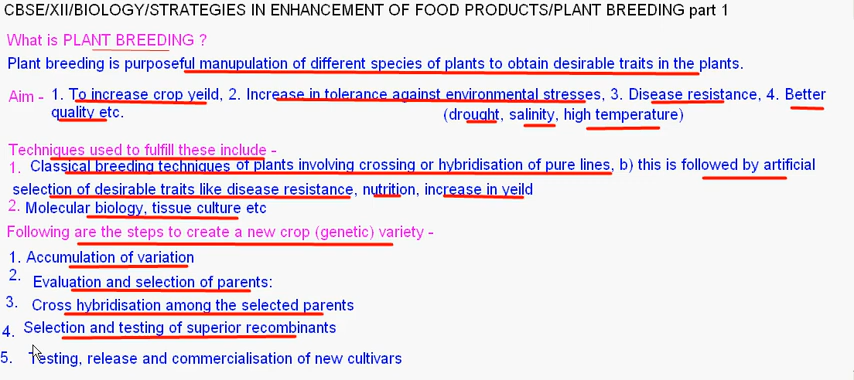 CBSE/XII/BIOLOGY/STRATEGIES IN ENHANCEMENT OF FOOD PRODUCTS/PLANT BREEDING part 1
What is PLANT BREEDING ?
Plant breeding is purposeful manupulation of different species of plants to obtain desirable traits in the plants.
Aim - 1. To increase crop yeild, 2. Increase in tolerance against environmental stresses, 3. Disease resistance, 4. Better
quality etc. (drought, salinity, high temperature)
Techniques used to fulfill these include -
1. Classical breeding techniques of plants involving crossing or hybridisation of pure lines, b) this is followed by artificial
selection of desirable traits like disease resistance, nutrition, increase in yeild
2. Molecular biology, tissue culture etc
Following are the steps to create a new crop (genetic) variety -
1. Accumulation of variation
2. Evaluation and selection of parents:
3. Cross hybridisation among the selected parents
4. Selection and testing of superior recombinants
5. Testing, release and commercialisation of new cultivars